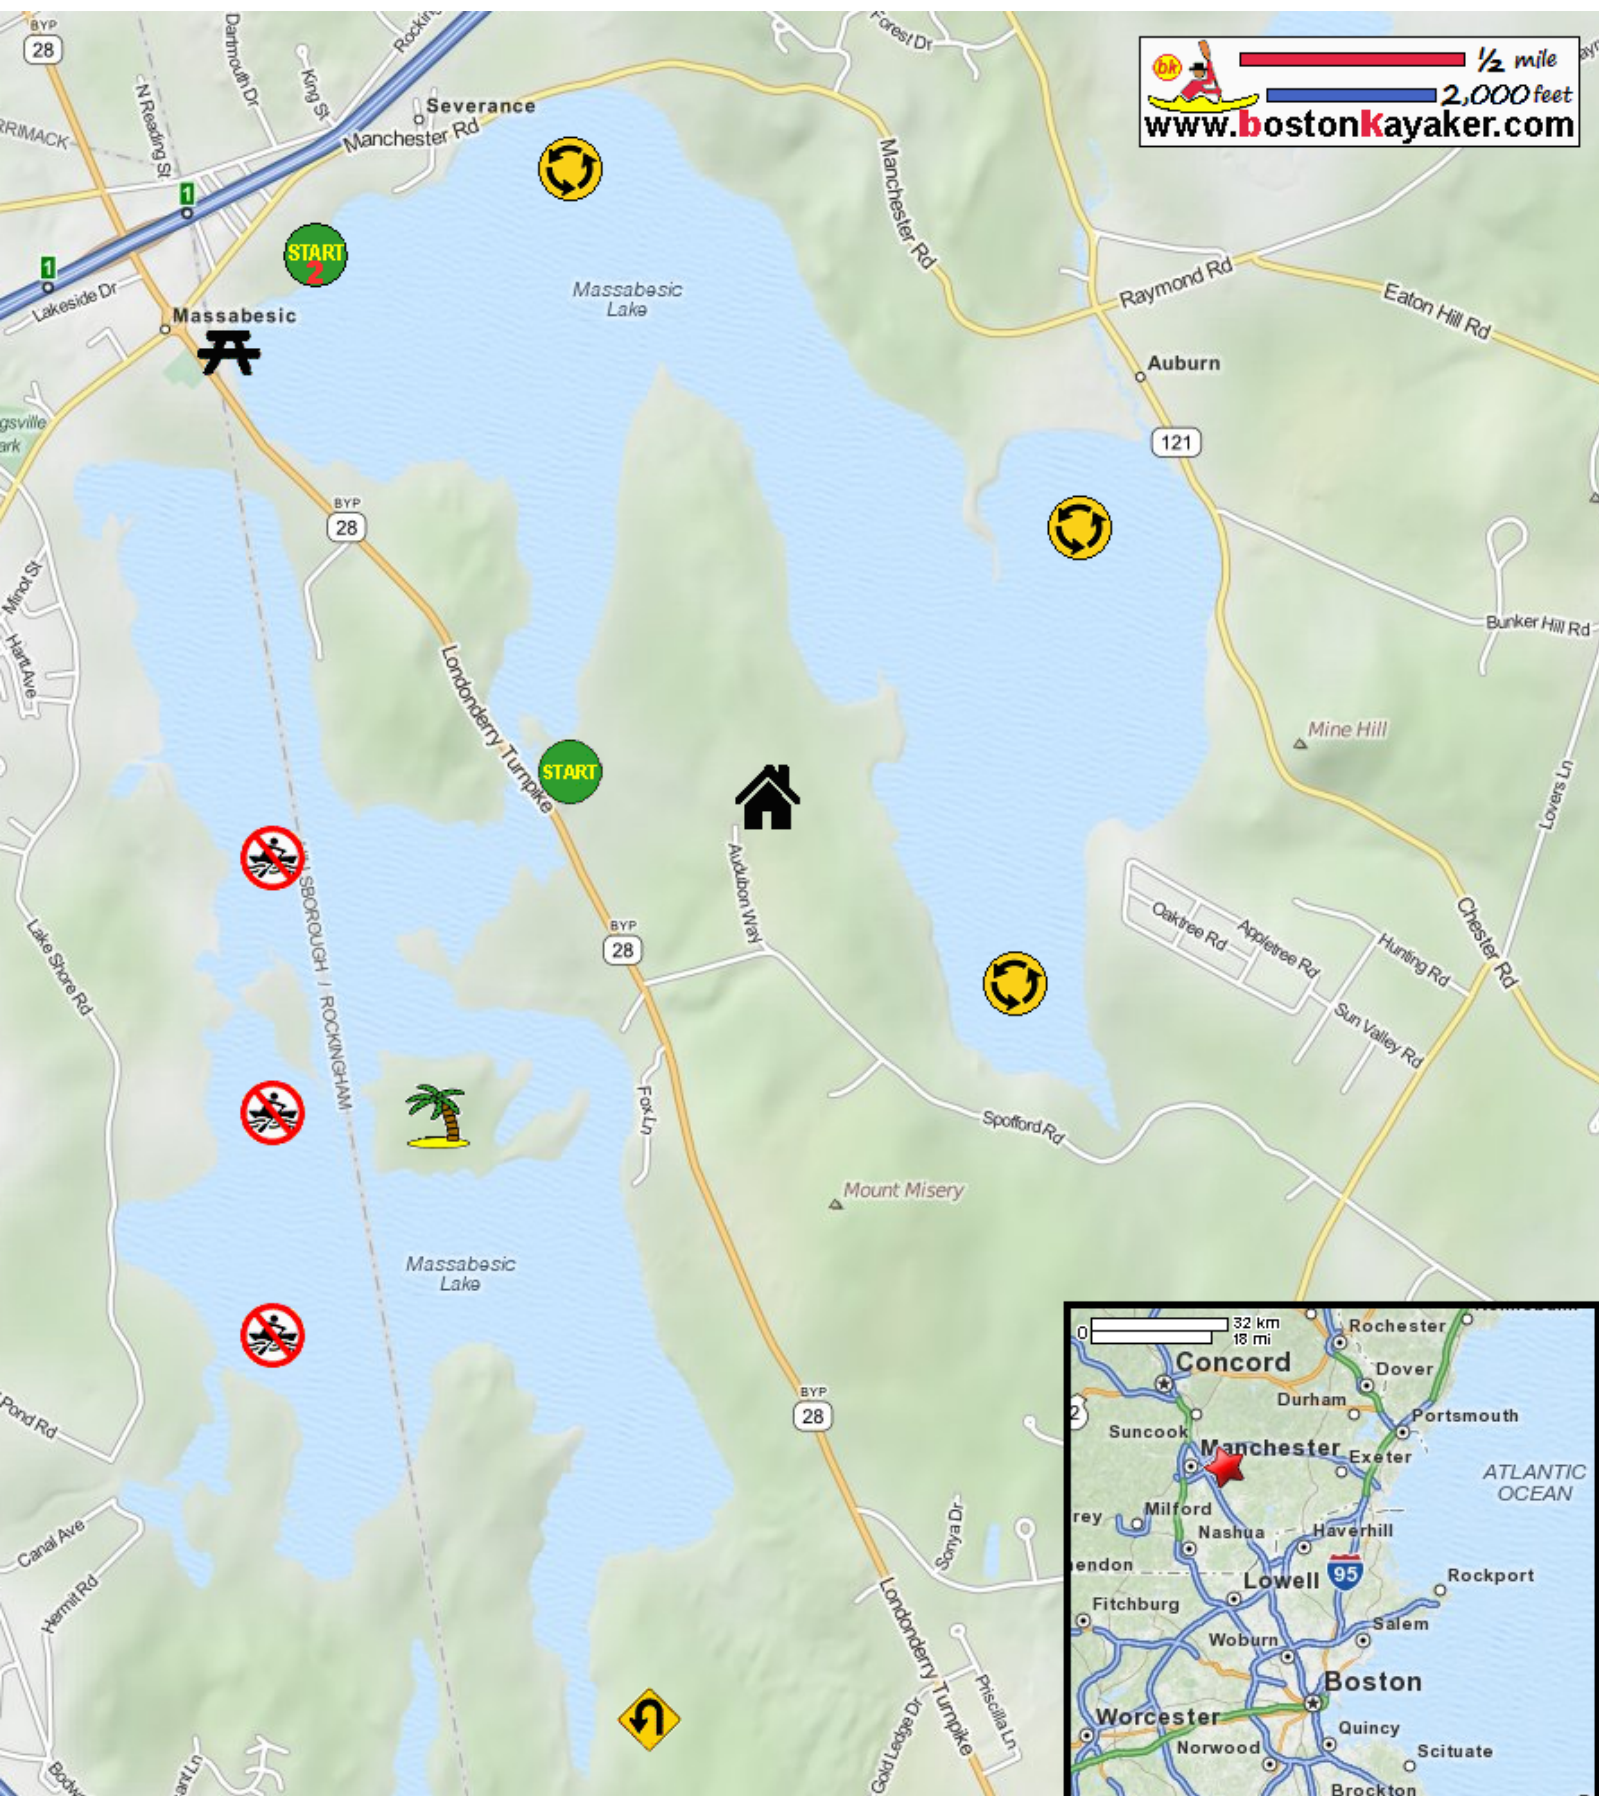 BYP
28
Dartmouth Dr
King St
N Reading St
Forest Dr
½ mile
2,000 feet
bk
www.bostonkayaker.com
Severance
Manchester Rd
Manchester Rd
1
1
START
2
Lakeside Dr
Massabesic
Massabesic
Lake
Raymond Rd
Eaton Hill Rd
Auburn
121
BYP
28
Minot St
Hart Ave
Bunker Hill Rd
Londonderry Turnpike
START
Mine Hill
Lovers Ln
Audubon Way
Oaktree Rd
Appletree Rd
Hunting Rd
Chester Rd
Sun Valley Rd
BYP
28
Lake Shore Rd
SBOROUGH / ROCKINGHAM
Fox Ln
Spofford Rd
Mount Misery
Massabesic
Lake
BYP
28
Pond Rd
Canal Ave
Hermit Rd
Sonya Dr
Londonderry Turnpike
Priscilla Ln
Gold Ledge Dr
0
32 km
18 mi
Rochester
Concord
Dover
Durham
Portsmouth
2
Suncook
Manchester
Exeter
ATLANTIC
OCEAN
Milford
Nashua
Haverhill
95
Lowell
Rockport
Fitchburg
Salem
Woburn
Boston
Worcester
Quincy
Norwood
Scituate
Brockton